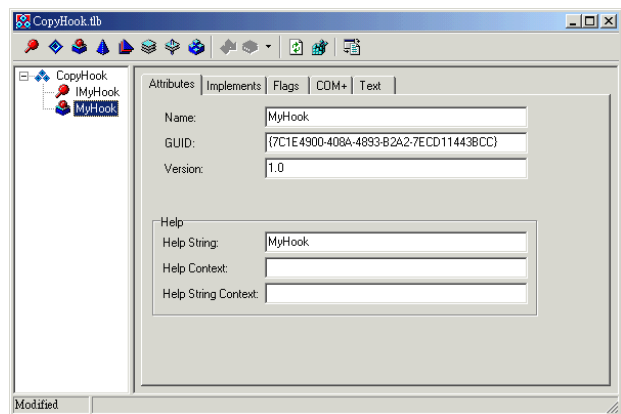 CopyHook.tlb
CopyHook
IMyHook
MyHook
Attributes Implements Flags COM+ Text
Name: MyHook
GUID: {7C1E4900-408A-4893-B2A2-7ECD11443BCC}
Version: 1.0
Help
Help String: MyHook
Help Context:
Help String Context:
Modified